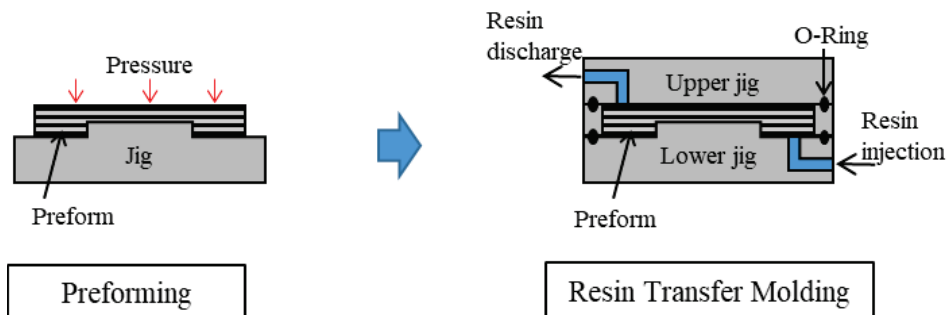 Pressure
Jig
Preform
Preforming
Resin
discharge
O-Ring
Upper jig
Resin
injection
Lower jig
Preform
Resin Transfer Molding